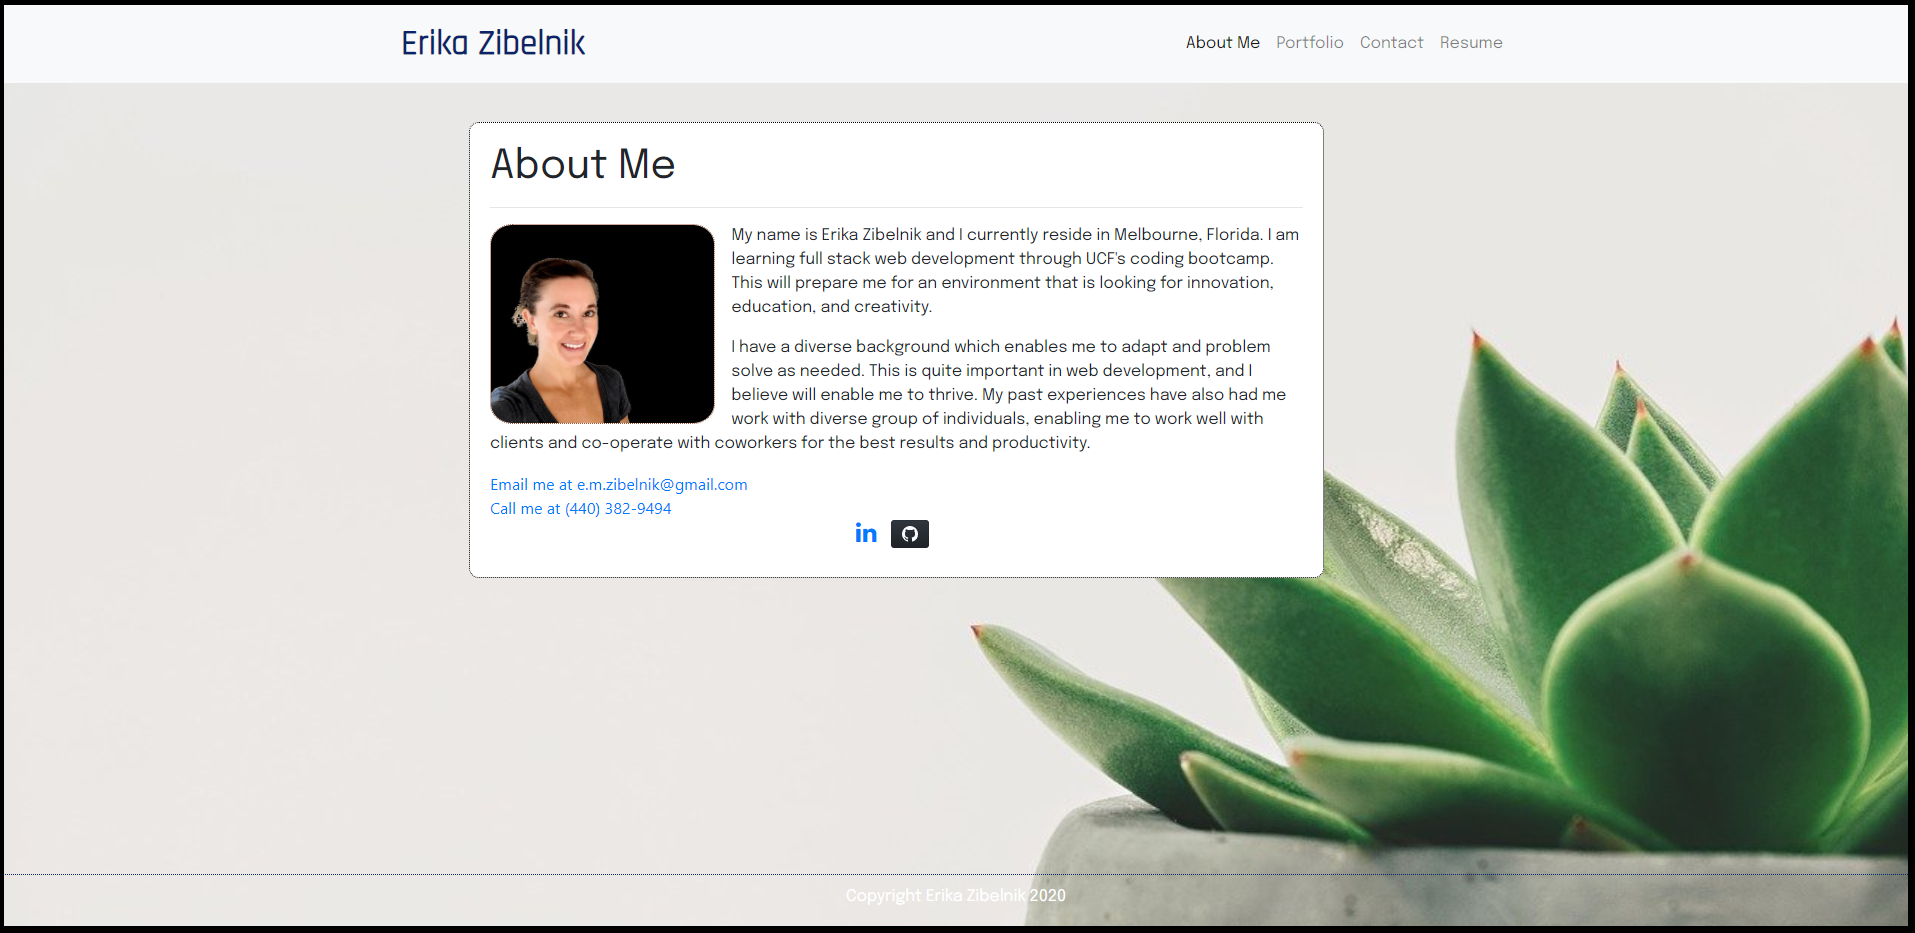 Erika Zibelnik
About Me Portfolio Contact Resume
About Me
My name is Erika Zibelnik and I currently reside in Melbourne, Florida. I am
learning full stack web development through UCF's coding bootcamp.
This will prepare me for an environment that is looking for innovation,
education, and creativity.
I have a diverse background which enables me to adapt and problem
solve as needed. This is quite important in web development, and I
believe will enable me to thrive. My past experiences have also had me
work with diverse group of individuals, enabling me to work well with
clients and co-operate with coworkers for the best results and productivity.
Email me at e.m.zibelnik@gmail.com
Call me at (440) 382-9494
in
Copyright Erika Zibelnik 2020